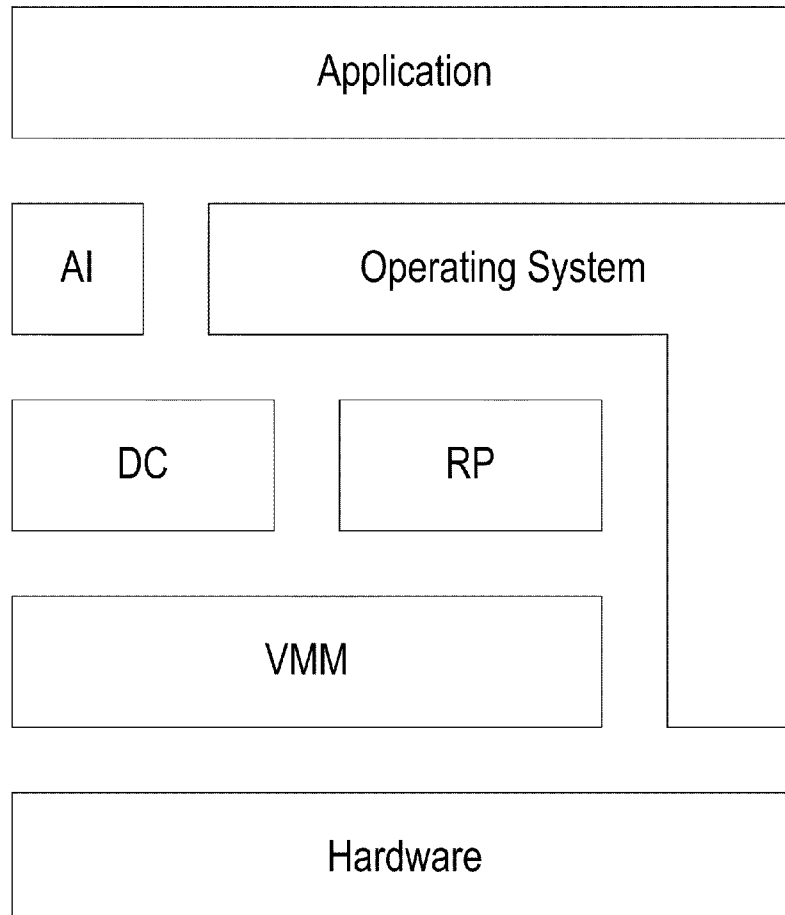 Application
AI
Operating System
DC
RP
VMM
Hardware